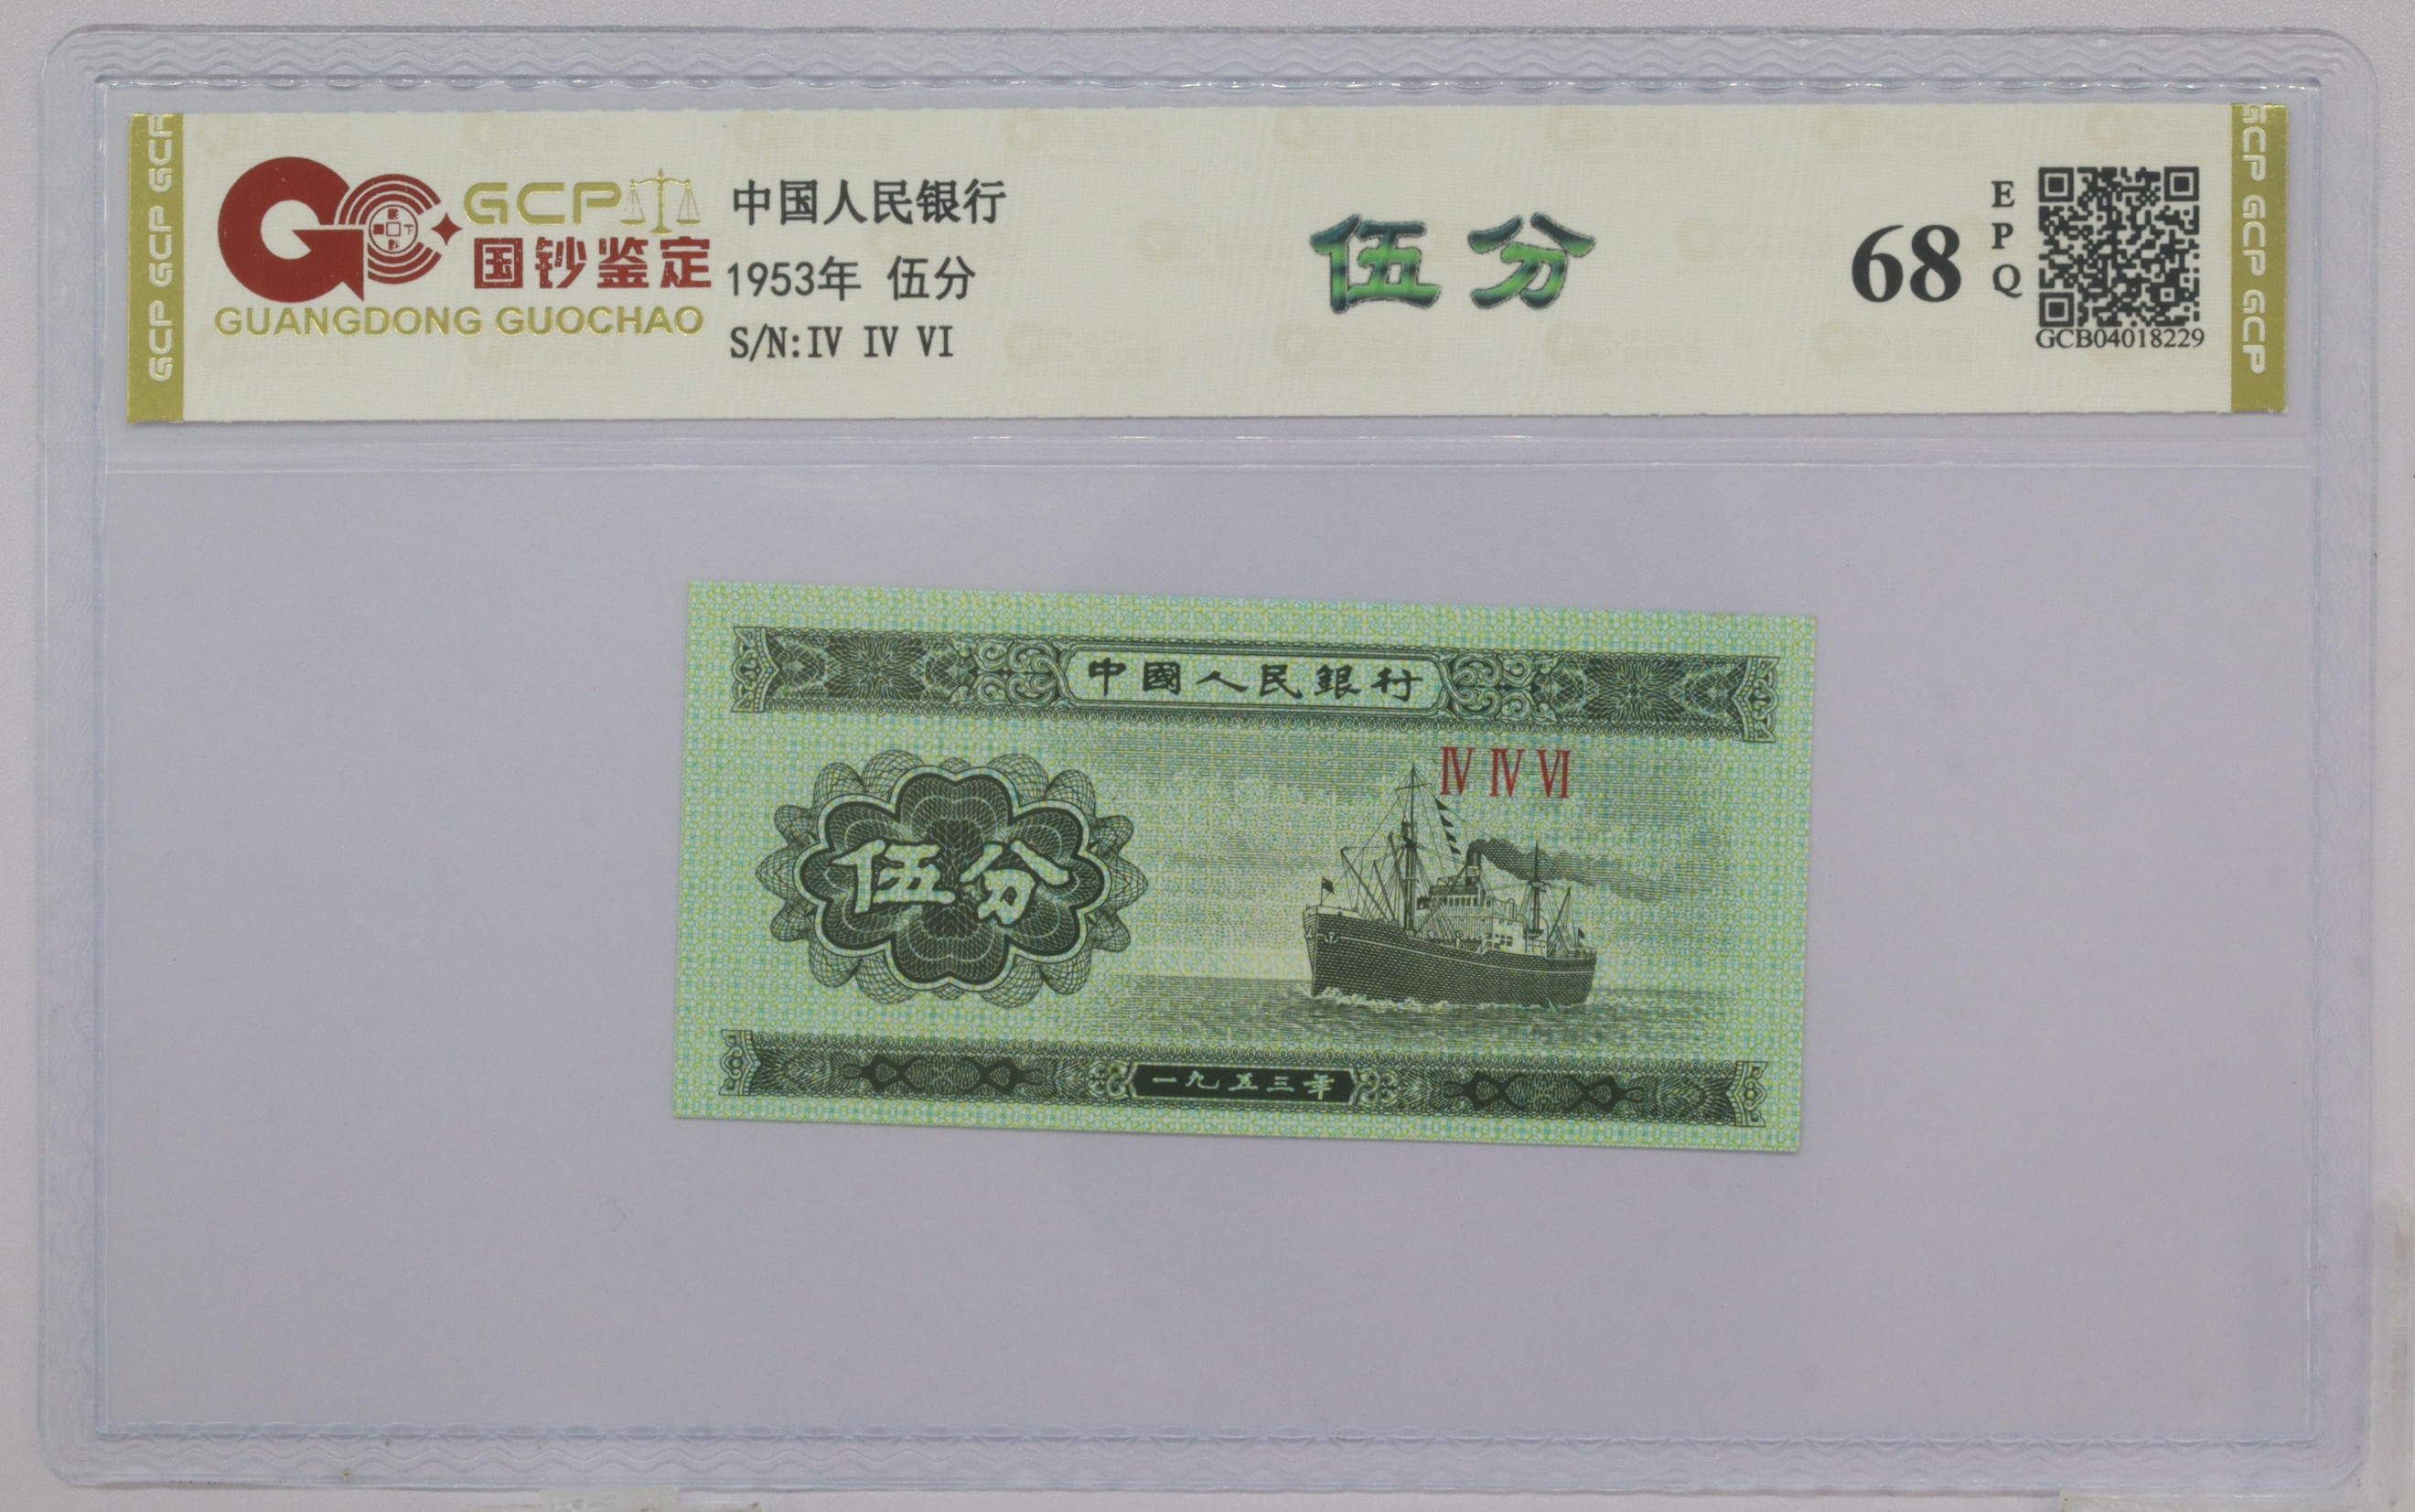 GCP
国钞鉴定
GUANGDONG GUOCHAO
中国人民银行
1953年 伍分
S/N:IV IV VI
伍分
68
EPQ
GCB04018229
GCP GCP GCP
GCP GCP GCP
中國人民銀行
IV IV VI
伍分
一九五三年